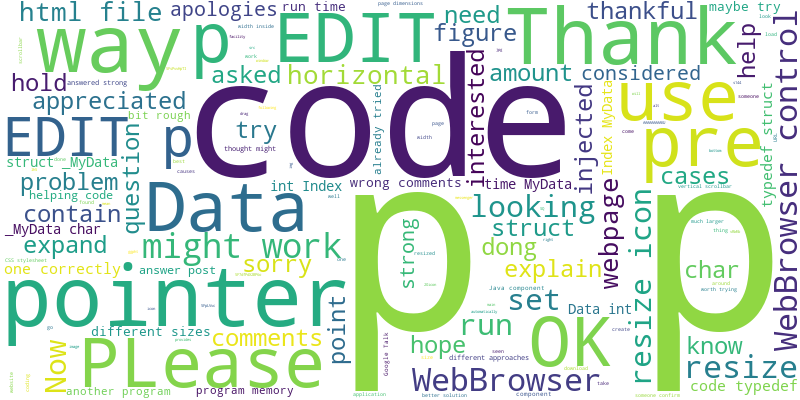 html file
apologies
run time
page dimensions
thankful
maybe try
way
p
EDIT
need
figure
Thank
help
WebBrowser control
hold
answered strong
asked
horizontal
amount
considered
use
appreciated
code
interested
injected
pre
EDIT
p
bit rough
try
already tried
Index MyData
typedef struct
question
thought might
struct _MyData
problem
helping code
int Index
wrong comments
time MyData
cases
vertical scrollbar
contain
Data
looking
webpage
resize icon
_MyData char
expand
might work
strong
struct
dong
char
much larger
one correctly
answer post
sorry
explain
p
p
worth trying
CSS stylesheet
pointer
point
Java component
set
Data int
different sizes
comments
run
OK
know
Now
PLease
hope
Google Talk
different approaches
resize
another program
program memory
WebBrowser
code typedef
application
better solution
component
take
someone confirm